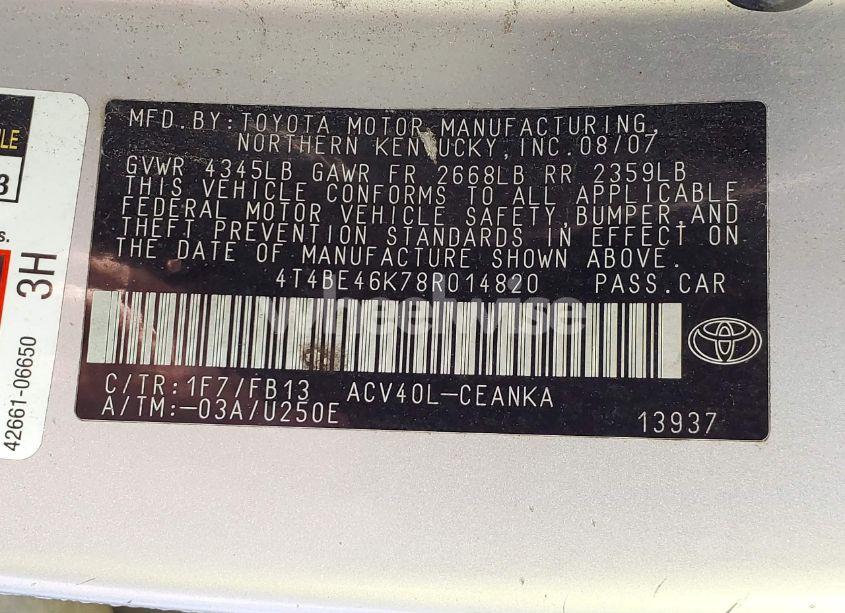 MFD.BY:TOYOTA MOTOR MANUFACTURING,
NORTHERN KENTUCKY, INC. 08/07
GVWR 4345LB GAWR FR 2668LB RR 2359LB
THIS VEHICLE CONFORMS TO ALL APPLICABLE
FEDERAL MOTOR VEHICLE SAFETY,BUMPER,AND
THEFT PREVENTION STANDARDS IN EFFECT ON
THE DATE OF MANUFACTURE SHOWN ABOVE.
4T4BE46K78R014820 PASS.CAR
wheelwise
C/TR:1F7/FB13 ACV40L-CEANKA
A/TM:-03A/U250E
13937
42661-06650 3H